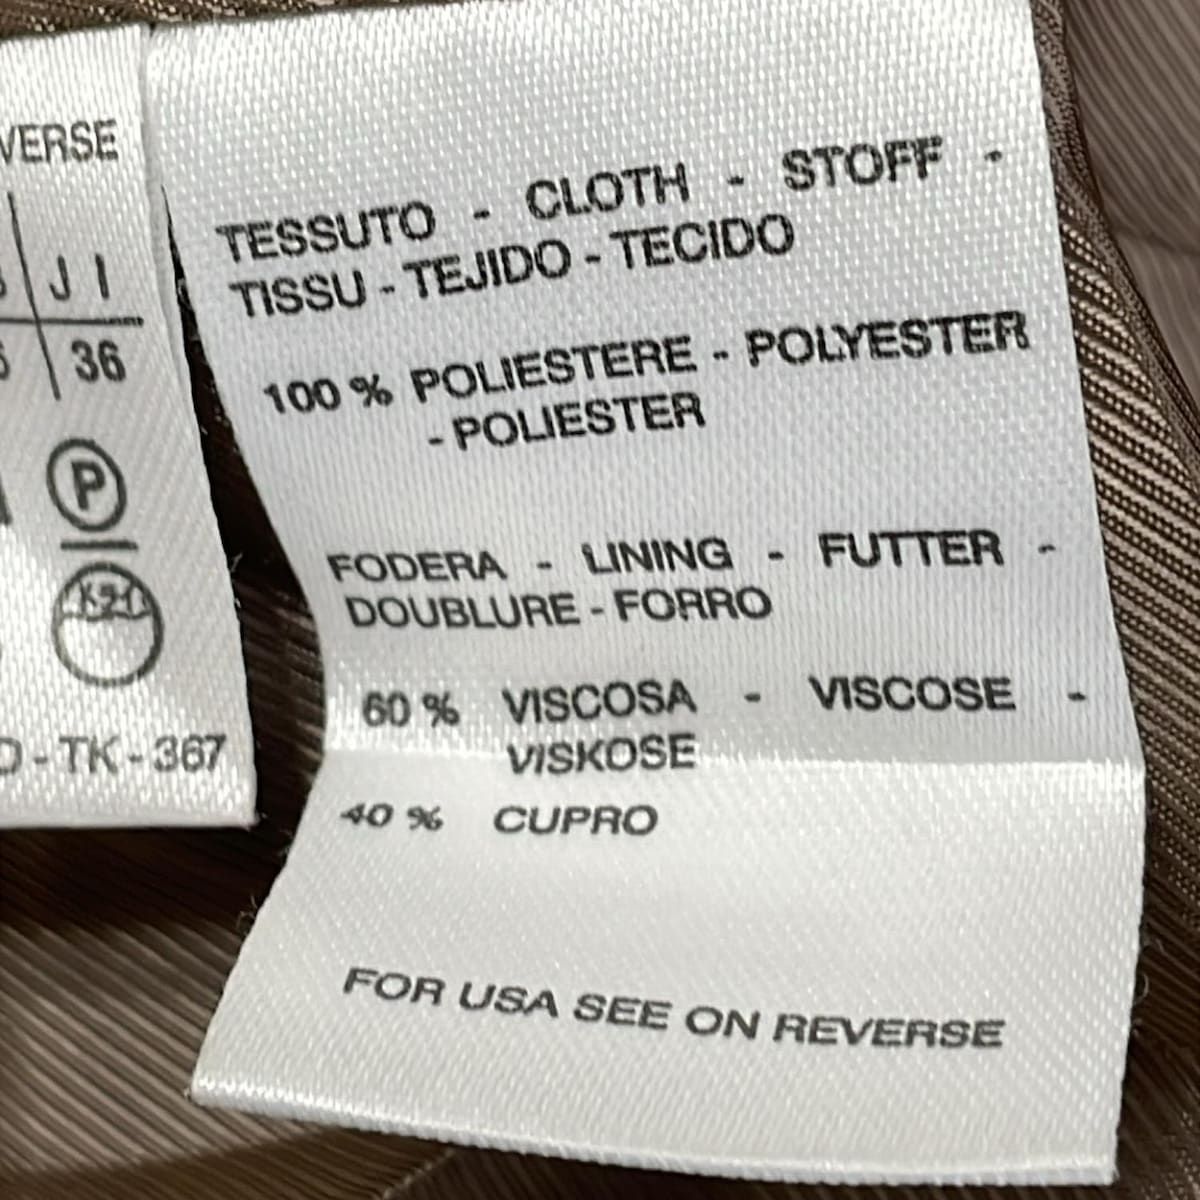 VERSE
J I
36
P
TK - 367
TESSUTO - CLOTH - STOFF -
TISSU - TEJIDO - TECIDO
100 % POLIESTERE - POLYESTER
- POLIESTER
FODERA - LINING - FUTTER -
DOUBLURE - FORRO
60 % VISCOSA - VISCOSE -
VISKOSE
40 % CUPRO
FOR USA SEE ON REVERSE